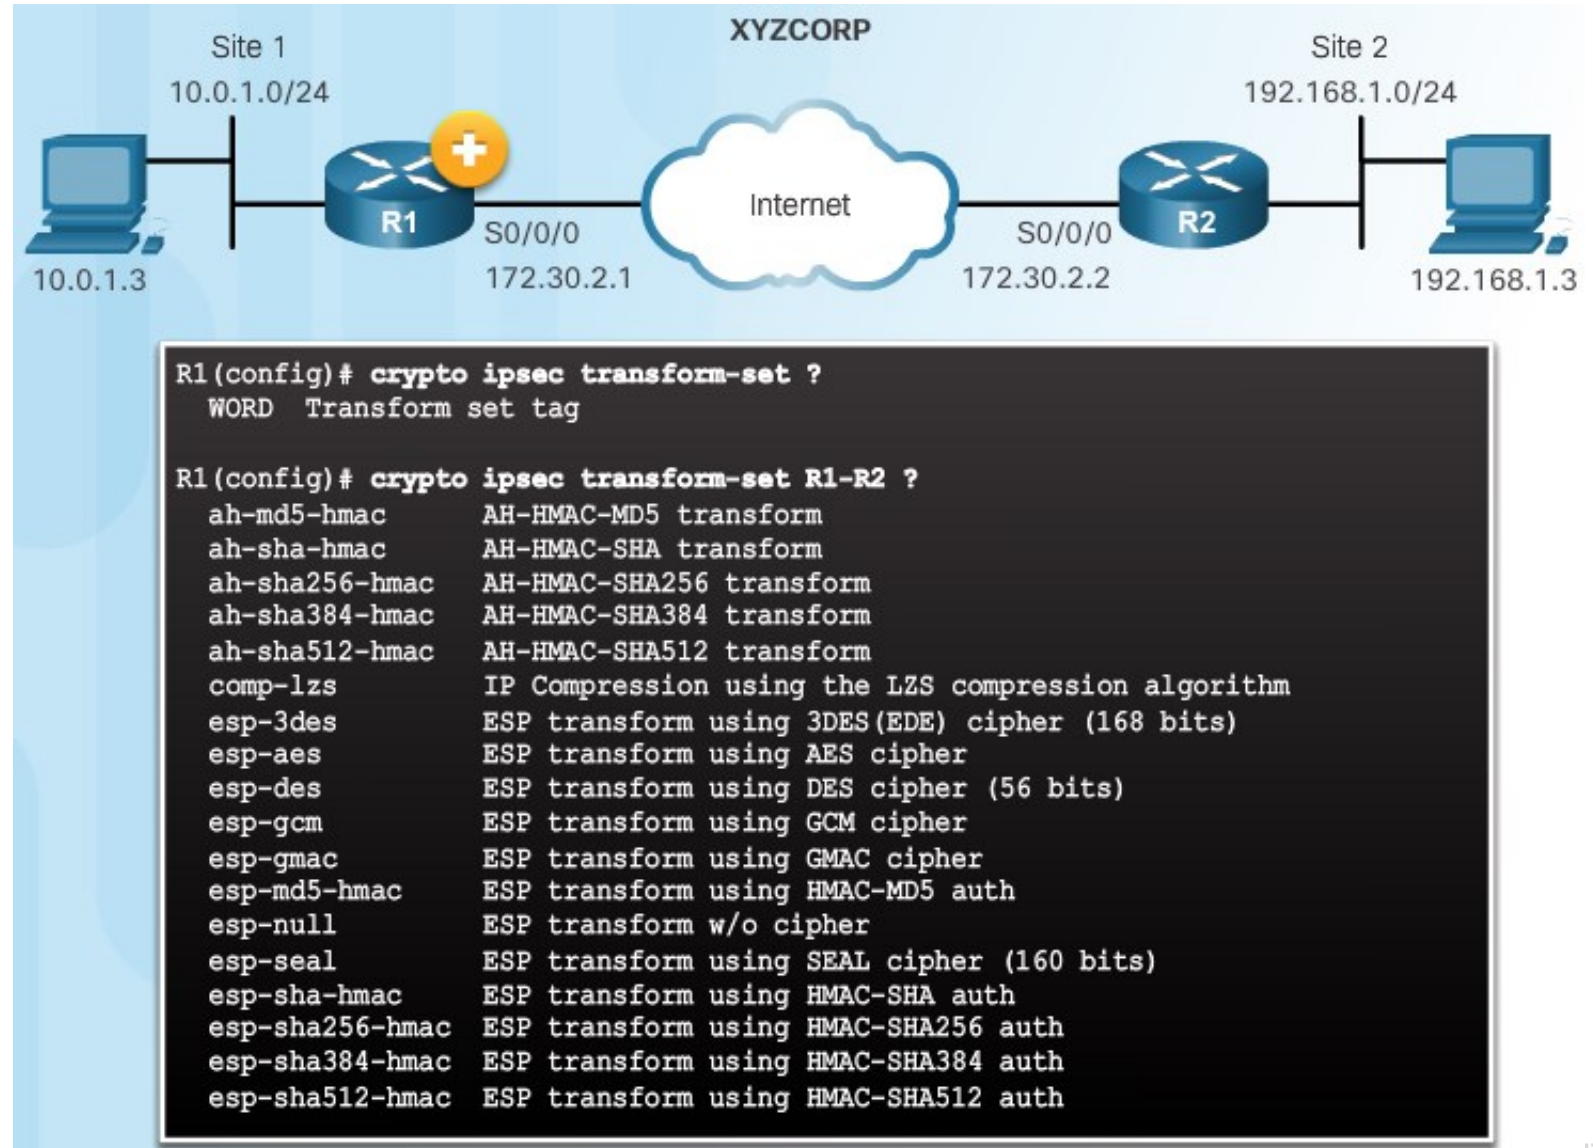 XYZCORP
Site 1
10.0.1.0/24
Site 2
192.168.1.0/24
R1
Internet
R2
S0/0/0
172.30.2.1
S0/0/0
172.30.2.2
10.0.1.3
192.168.1.3
R1(config)# crypto ipsec transform-set ?
WORD Transform set tag
R1(config)# crypto ipsec transform-set R1-R2 ?
ah-md5-hmac AH-HMAC-MD5 transform
ah-sha-hmac AH-HMAC-SHA transform
ah-sha256-hmac AH-HMAC-SHA256 transform
ah-sha384-hmac AH-HMAC-SHA384 transform
ah-sha512-hmac AH-HMAC-SHA512 transform
comp-lzs IP Compression using the LZS compression algorithm
esp-3des ESP transform using 3DES(EDE) cipher (168 bits)
esp-aes ESP transform using AES cipher
esp-des ESP transform using DES cipher (56 bits)
esp-gcm ESP transform using GCM cipher
esp-gmac ESP transform using GMAC cipher
esp-md5-hmac ESP transform using HMAC-MD5 auth
esp-null ESP transform w/o cipher
esp-seal ESP transform using SEAL cipher (160 bits)
esp-sha-hmac ESP transform using HMAC-SHA auth
esp-sha256-hmac ESP transform using HMAC-SHA256 auth
esp-sha384-hmac ESP transform using HMAC-SHA384 auth
esp-sha512-hmac ESP transform using HMAC-SHA512 auth